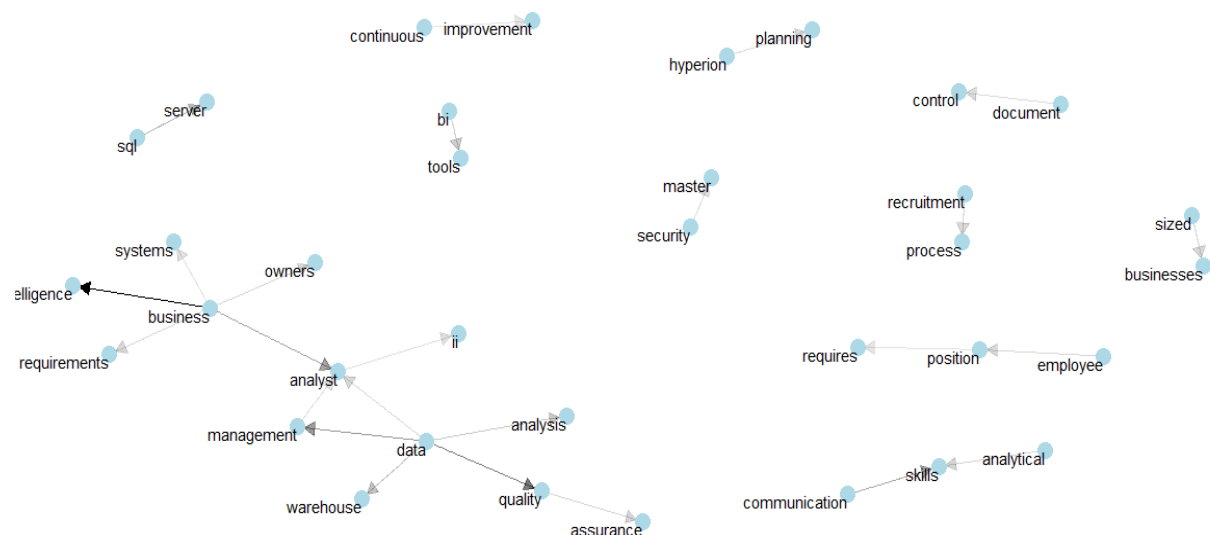 continuous
improvement
planning
hyperion
server
sql
bi
tools
control
document
master
security
recruitment
process
sized
businesses
systems
owners
elligence
business
requirements
ii
analyst
requires
position
employee
management
data
analysis
warehouse
quality
assurance
skills
analytical
communication